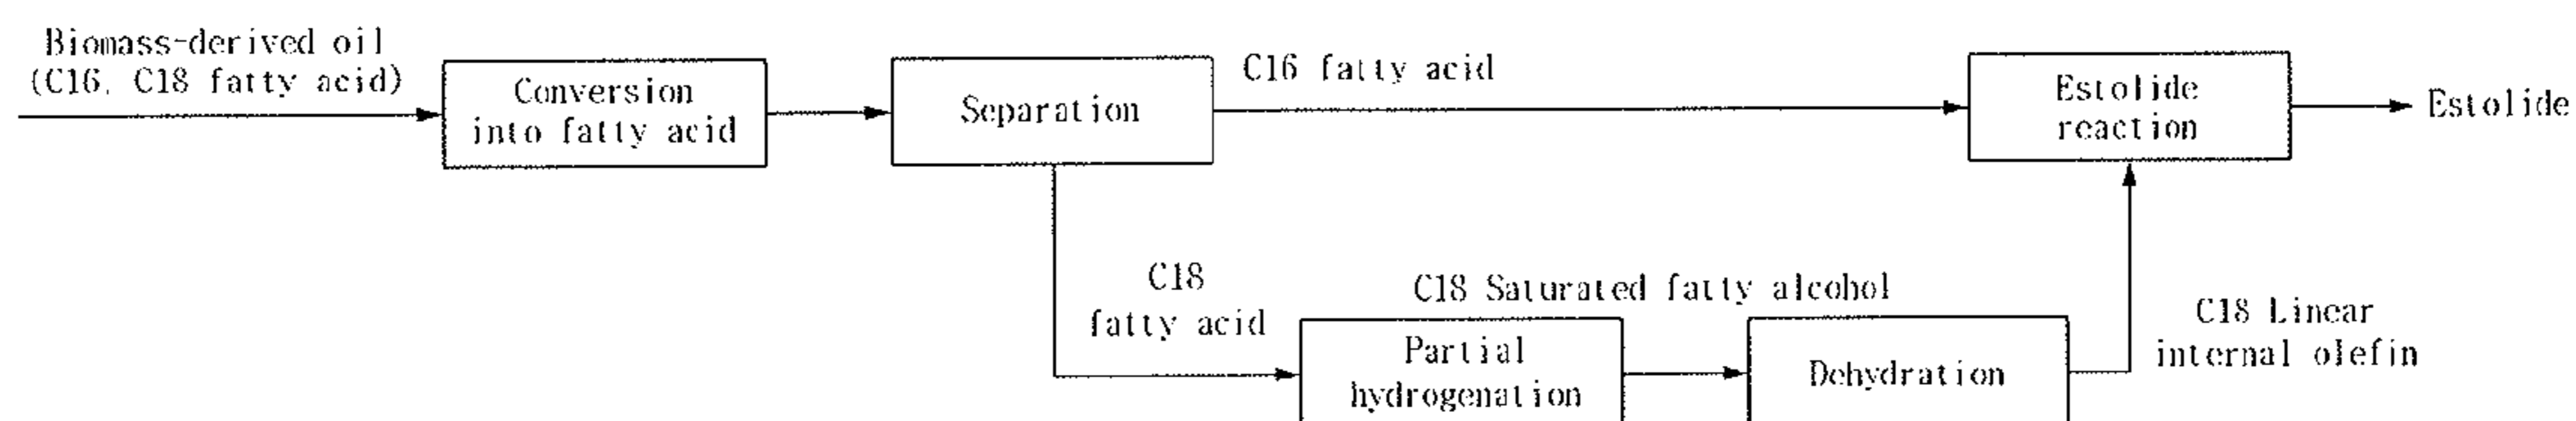 Biomass-derived oil
(C16, C18 fatty acid)
Conversion
into fatty acid
Separation
C16 fatty acid
Estolide
reaction
Estolide
C18
fatty acid
C18 Saturated fatty alcohol
Partial
hydrogenation
Dehydration
C18 Linear
internal olefin